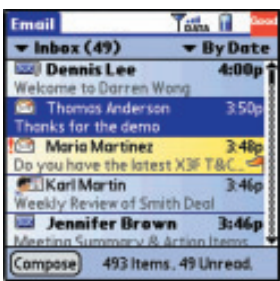 Email DATA Good
Inbox (49) By Date
Dennis Lee 4:00p
Welcome to Darren Wong
Thomas Anderson 3:50p
Thanks for the demo
Maria Martinez 3:48p
Do you have the latest X3F T&C...
Karl Martin 3:46p
Weekly Review of Smith Deal
Jennifer Brown 3:46p
Meeting Summary & Action Items
Compose 493 Items. 49 Unread.